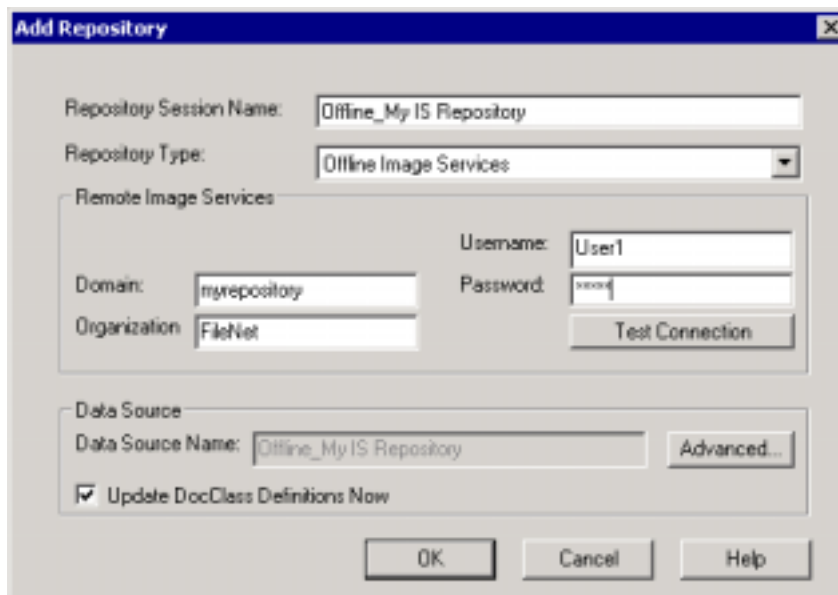 Add Repository
Repository Session Name: Offline_My IS Repository
Repository Type: Offline Image Services
Remote Image Services
Username: User1
Domain: myrepository Password: *****
Organization FileNet Test Connection
Data Source
Data Source Name: Offline_My IS Repository Advanced...
Update DocClass Definitions Now
OK Cancel Help